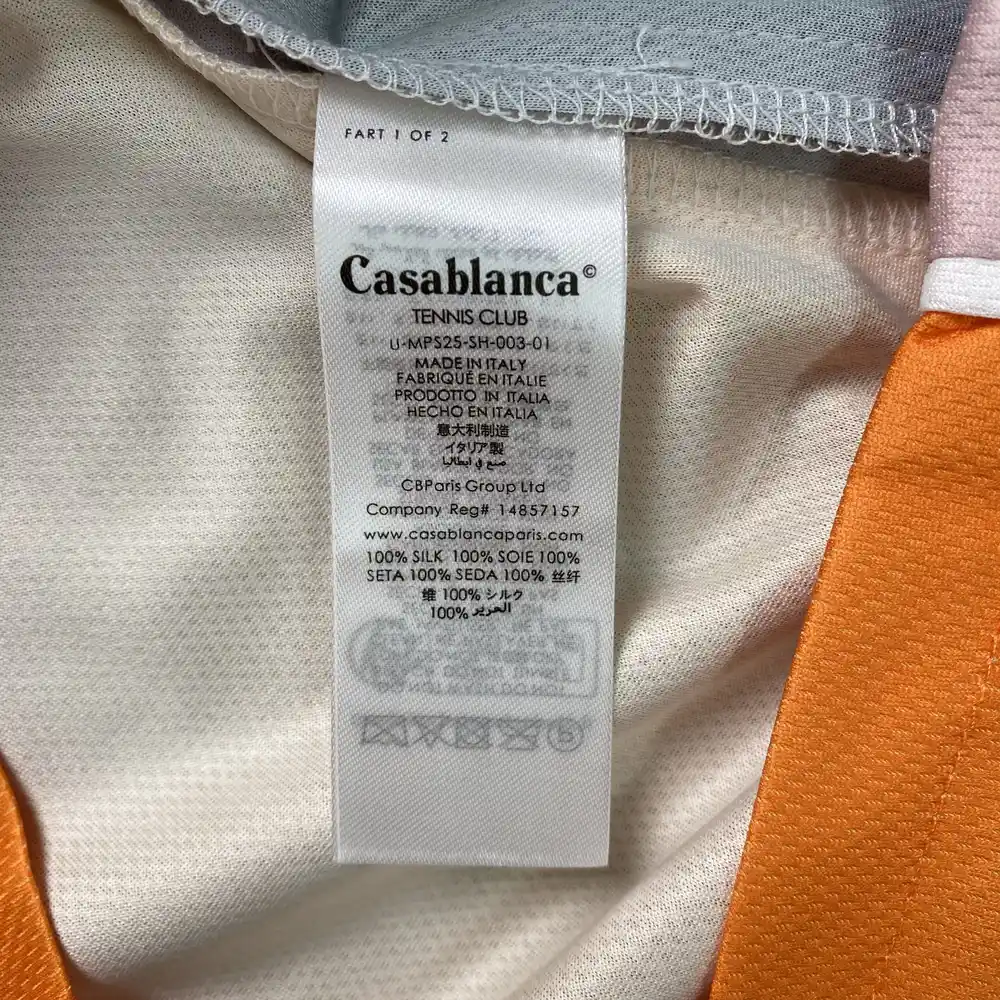 FART 1 OF 2
Casablanca©
TENNIS CLUB
U-MPS25-SH-003-01
MADE IN ITALY
FABRIQUÉ EN ITALIE
PRODOTTO IN ITALIA
HECHO EN ITALIA
意大利制造
イタリア製
صنع في ايطاليا
CBParis Group Ltd
Company Reg# 14857157
www.casablancaparis.com
100% SILK 100% SOIE 100%
SETA 100% SEDA 100% 丝纤
维 100% シルク
100% الحرير